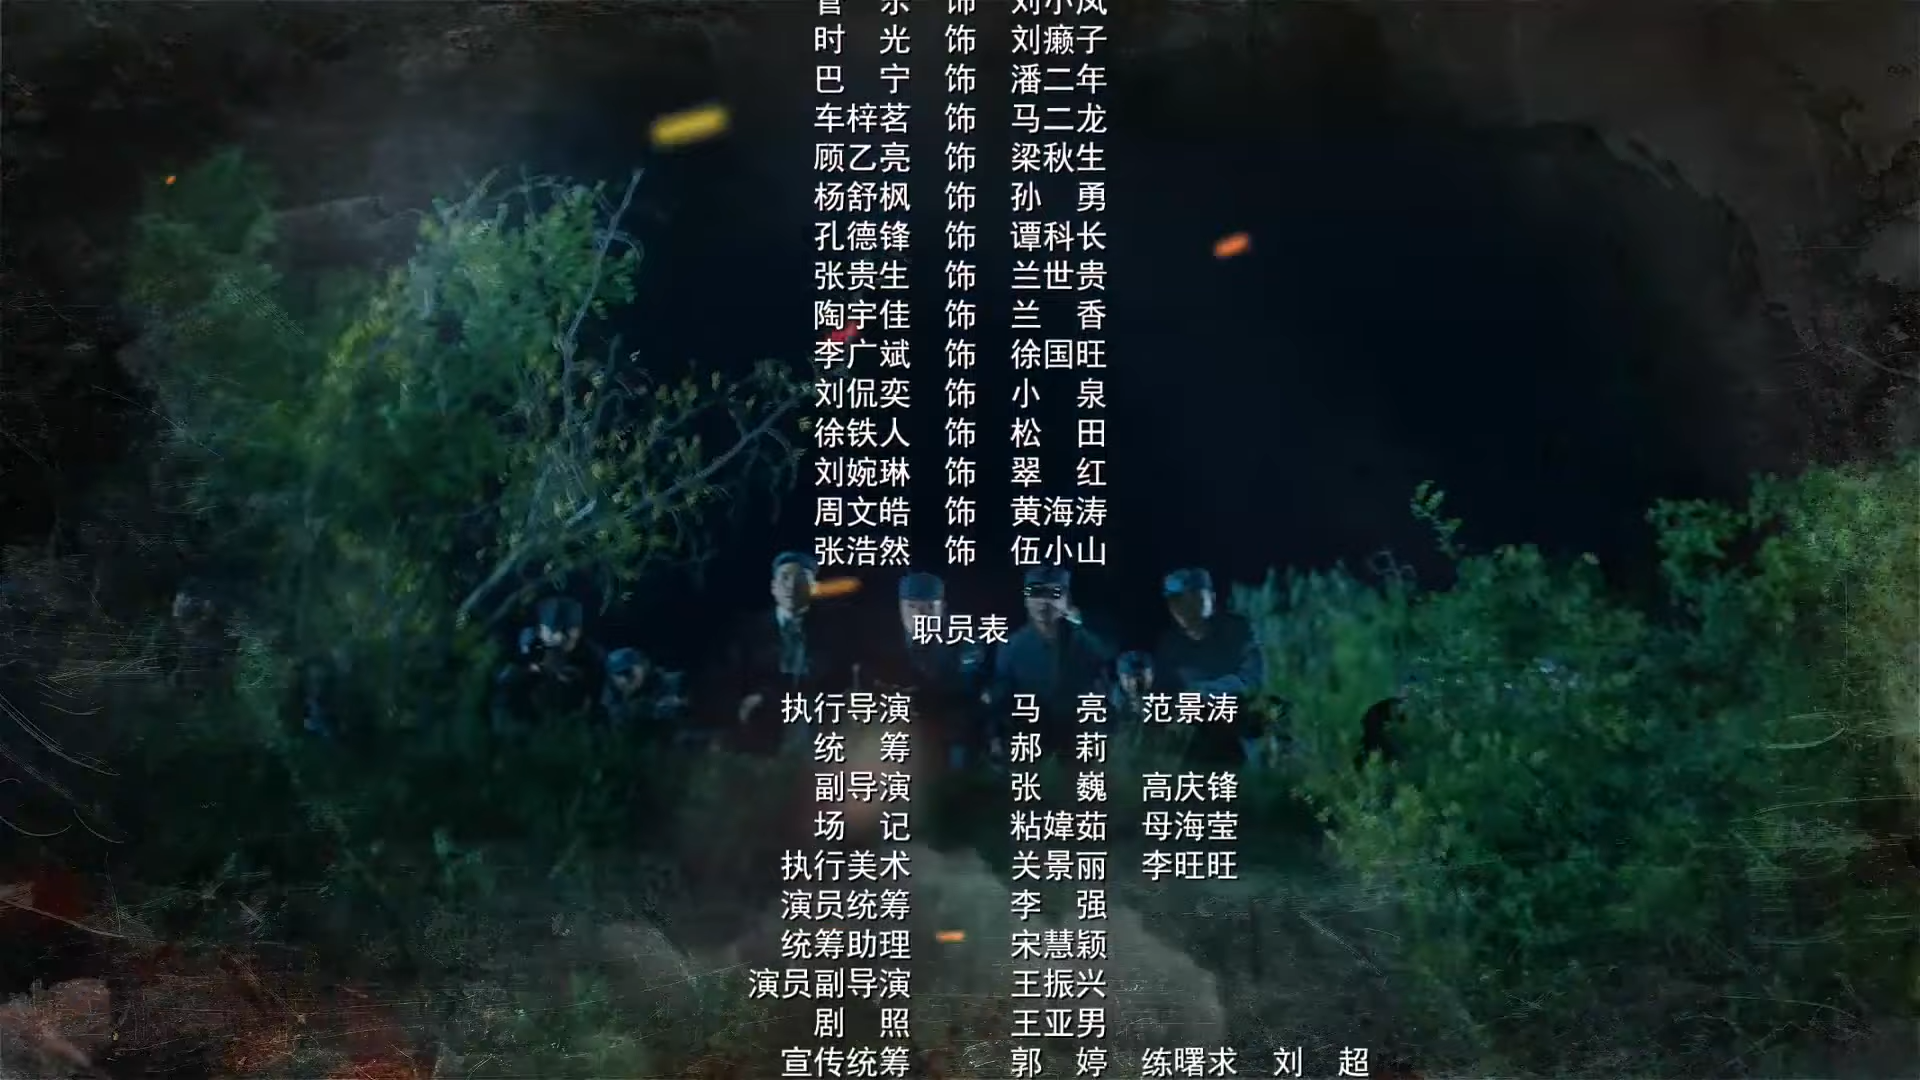 时 光 饰 刘癞子
巴 宁 饰 潘二年
车梓茗 饰 马二龙
顾乙亮 饰 梁秋生
杨舒枫 饰 孙 勇
孔德锋 饰 谭科长
张贵生 饰 兰世贵
陶宇佳 饰 兰 香
李广斌 饰 徐国旺
刘侃奕 饰 小 泉
徐铁人 饰 松 田
刘婉琳 饰 翠 红
周文皓 饰 黄海涛
张浩然 饰 伍小山
职员表
执行导演 马 亮 范景涛
统 筹 郝 莉
副导演 张 巍 高庆锋
场 记 粘媁茹 母海莹
执行美术 关景丽 李旺旺
演员统筹 李 强
统筹助理 宋慧颖
演员副导演 王振兴
剧 照 王亚男
宣传统筹 郭 婷 练曙求 刘 超